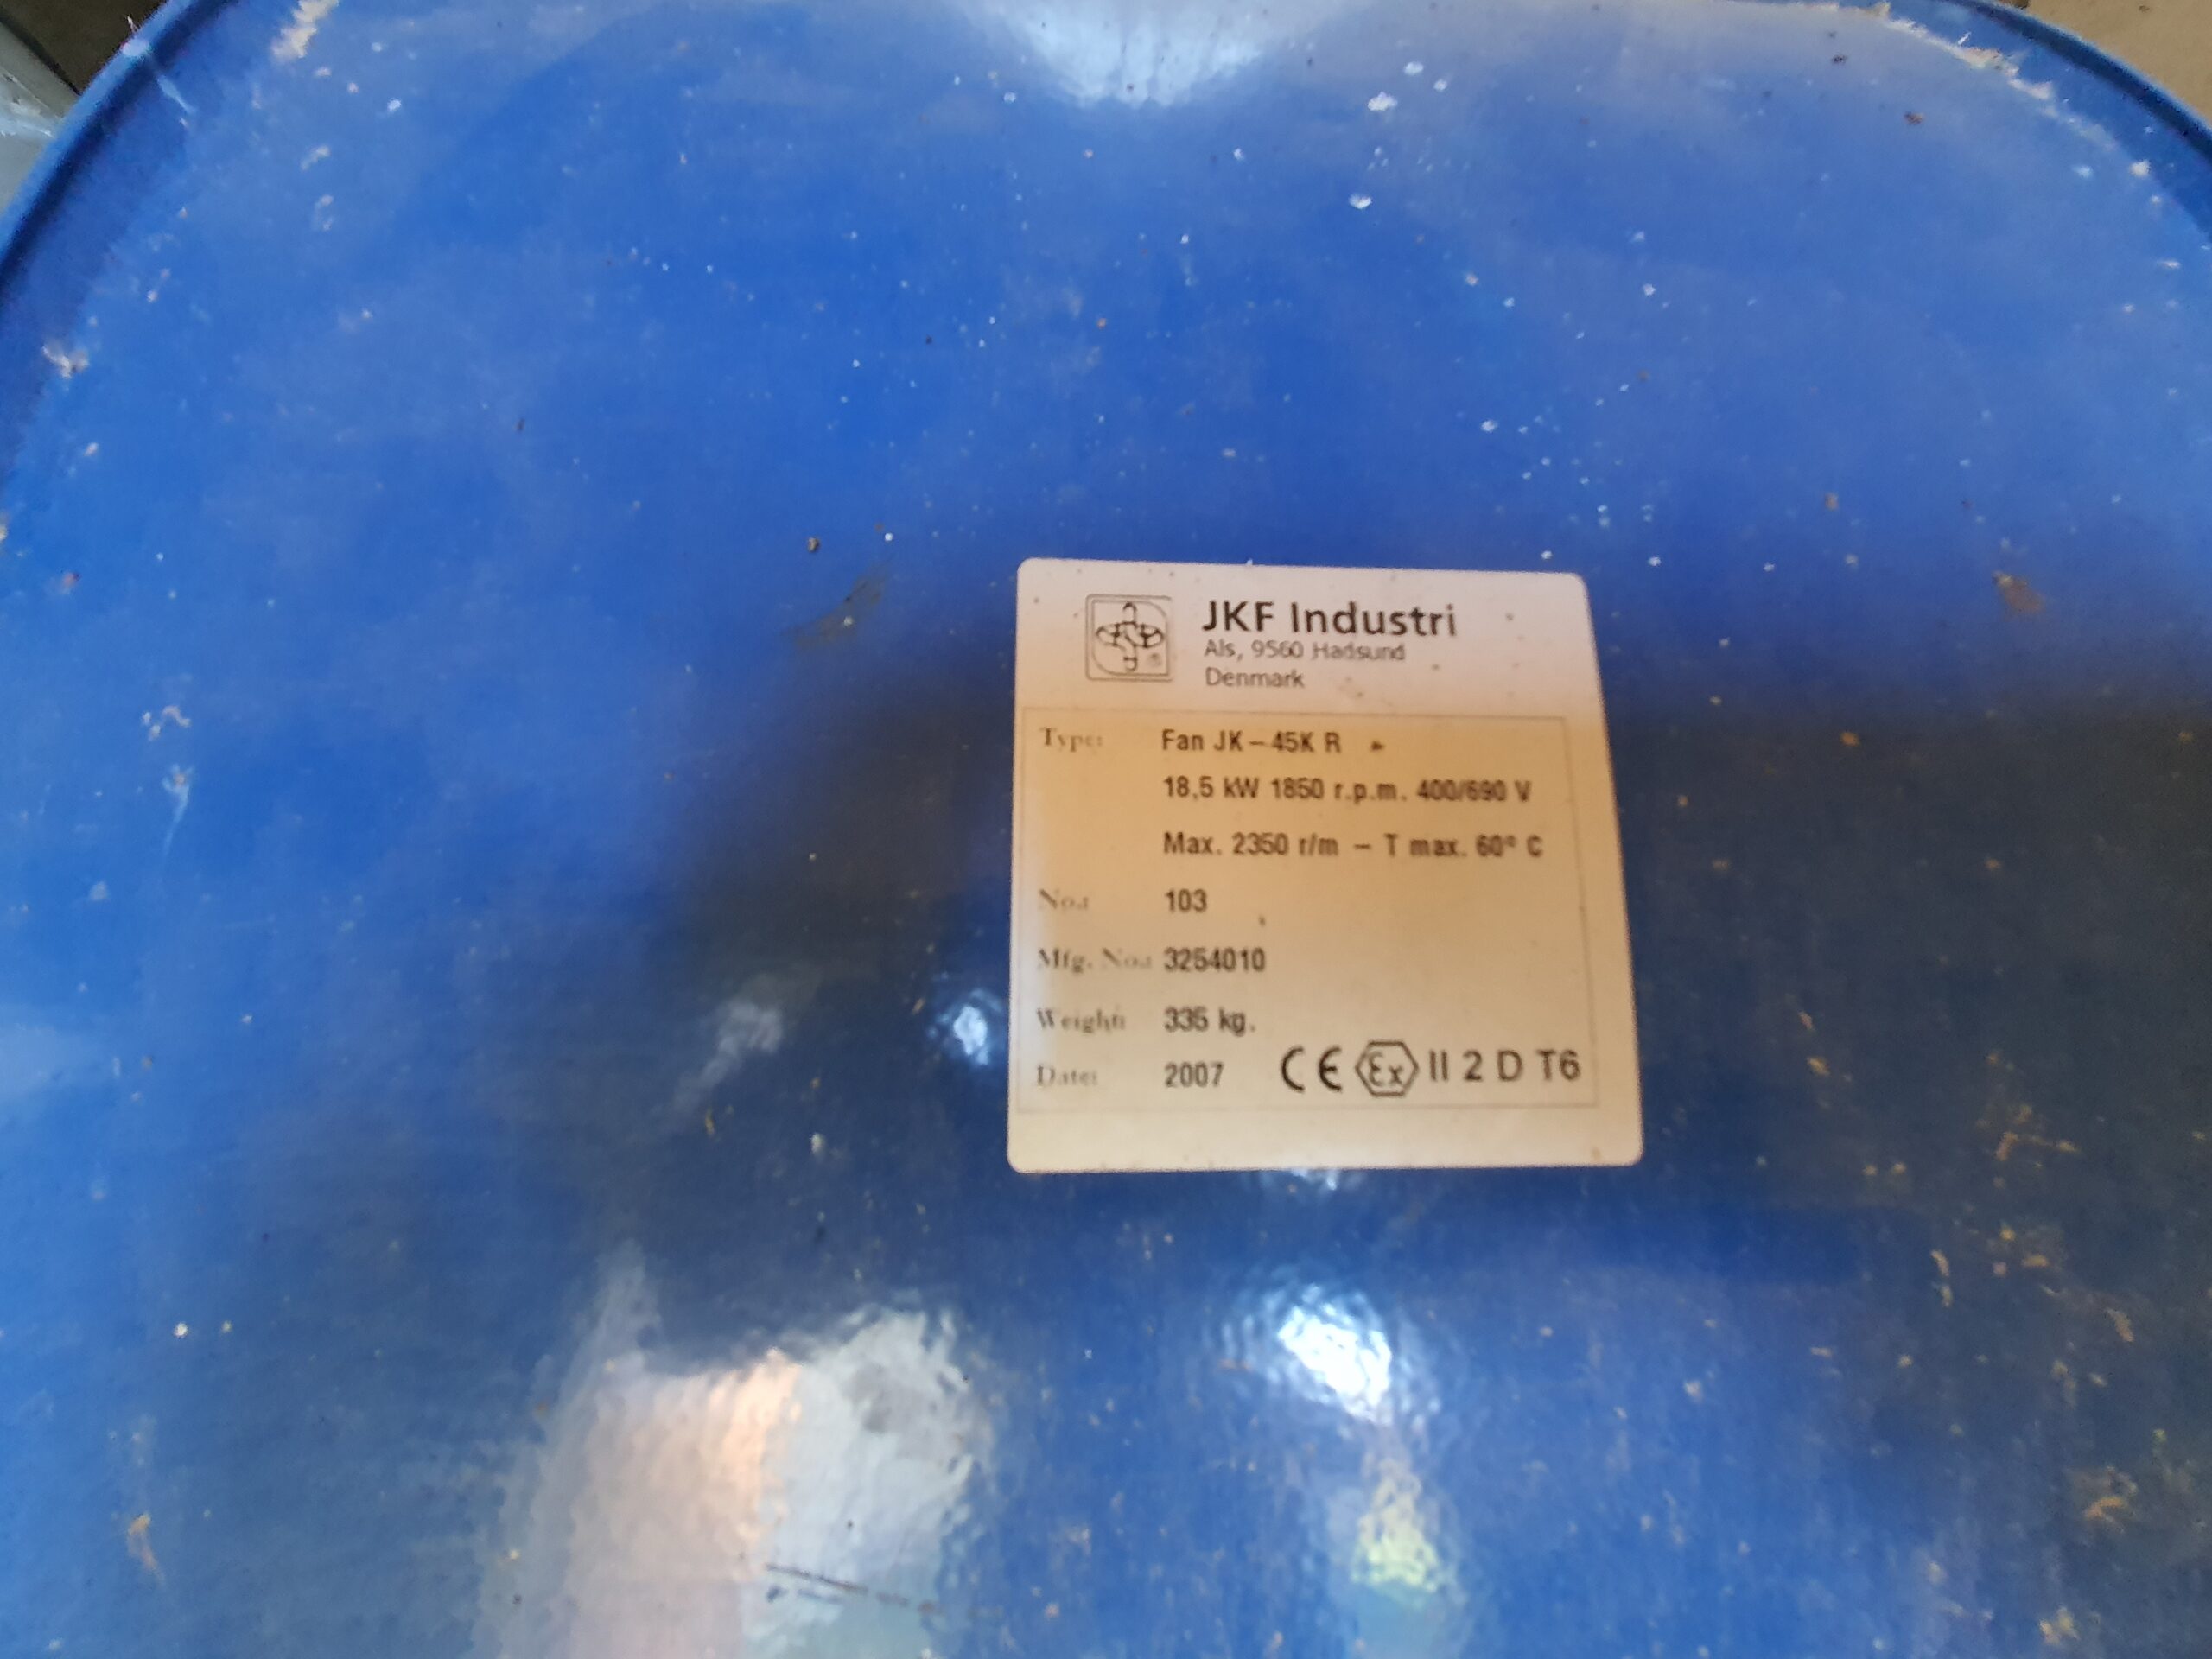 JKF Industri
Als, 9560 Hadsund
Denmark
Type: Fan JK – 45K R
18,5 kW 1850 r.p.m. 400/690 V
Max. 2350 r/m – T max. 60° C
No.: 103
Mfg. No.: 3254010
Weight: 335 kg.
Date: 2007 CE Ex II 2 D T6